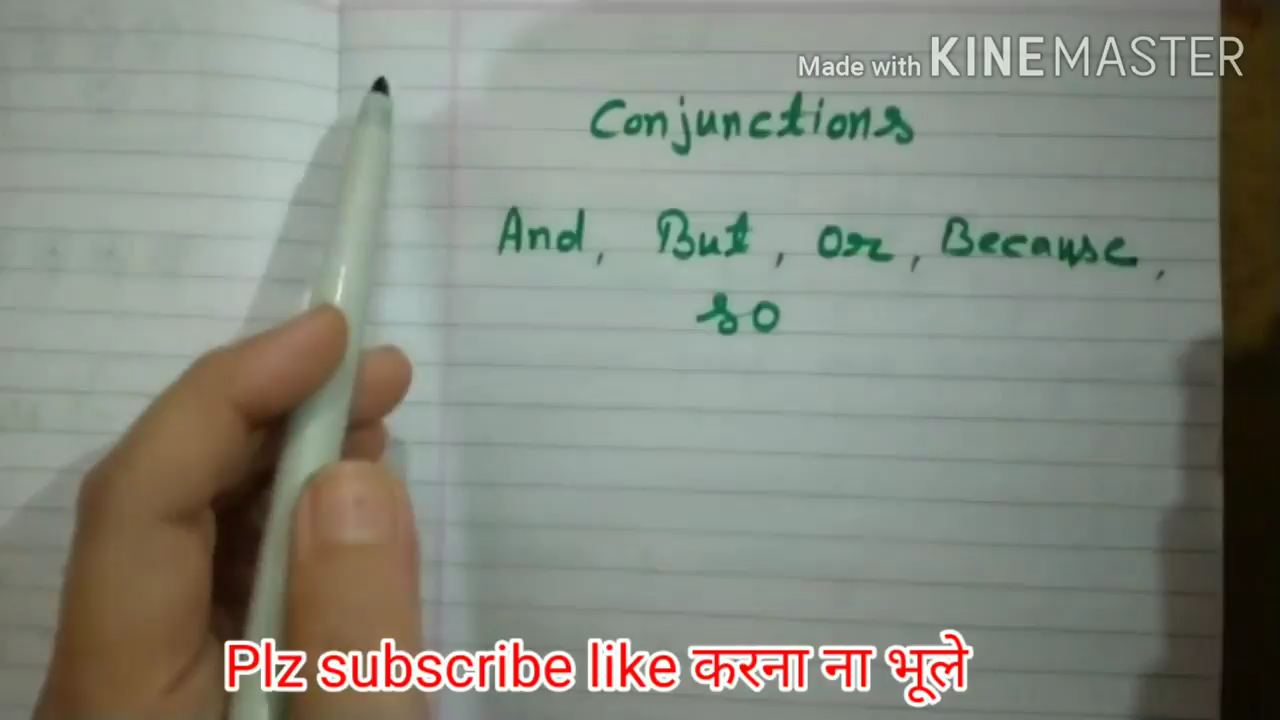 Made with KINEMASTER
Conjunctions
And, But, Or, Because,
so
Plz subscribe like करना ना भूले